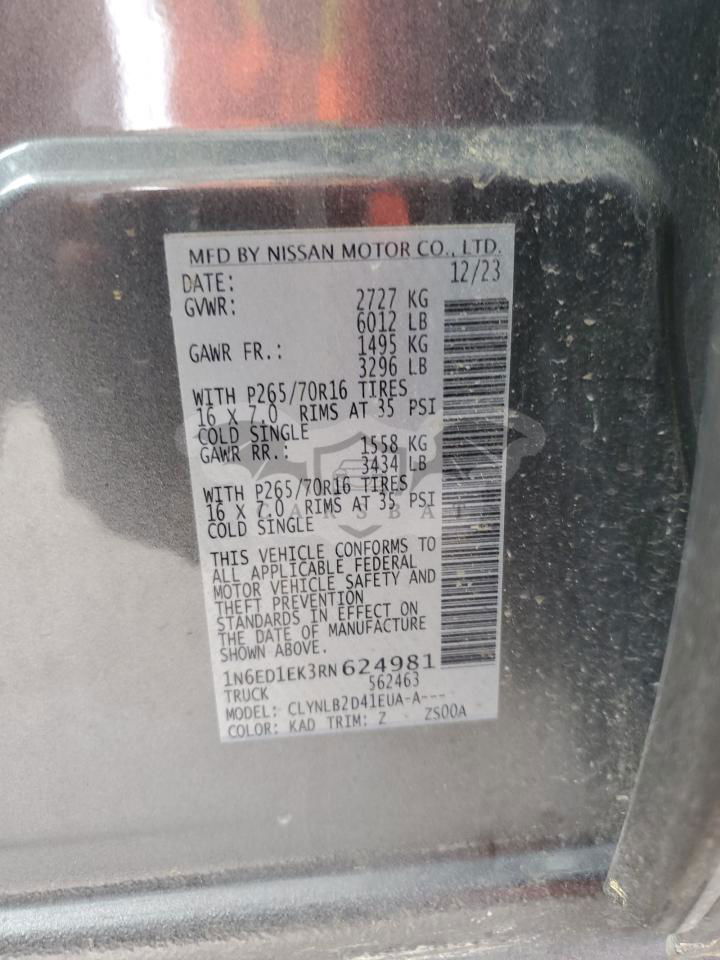 MFD BY NISSAN MOTOR CO., LTD.
DATE: 12/23
GVWR: 2727 KG
6012 LB
GAWR FR.: 1495 KG
3296 LB
WITH P265/70R16 TIRES
16 X 7.0 RIMS AT 35 PSI
COLD SINGLE
GAWR RR.: 1558 KG
3434 LB
WITH P265/70R16 TIRES
16 X 7.0 RIMS AT 35 PSI
COLD SINGLE
THIS VEHICLE CONFORMS TO
ALL APPLICABLE FEDERAL
MOTOR VEHICLE SAFETY AND
THEFT PREVENTION
STANDARDS IN EFFECT ON
THE DATE OF MANUFACTURE
SHOWN ABOVE.
1N6ED1EK3RN624981
TRUCK 562463
MODEL: CLYNLB2D41EUA-A---
COLOR: KAD TRIM: Z ZS00A